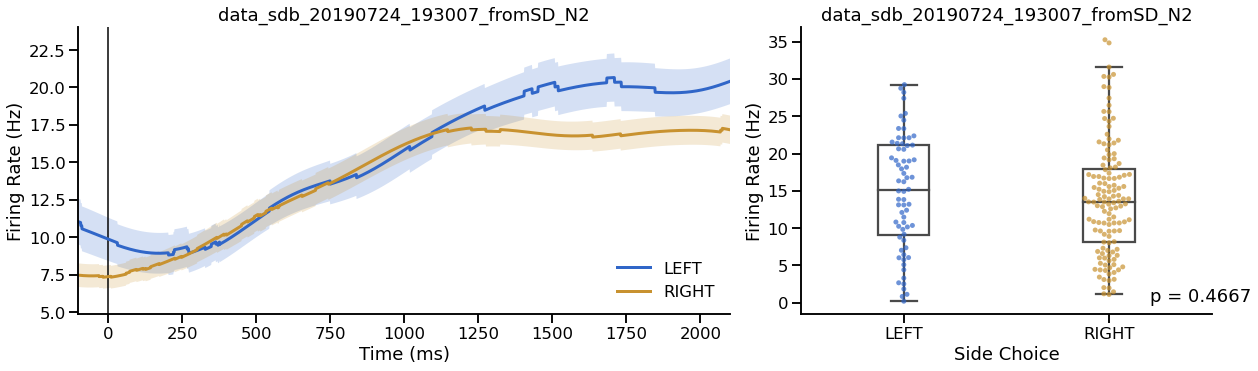 data_sdb_20190724_193007_fromSD_N2
22.5
20.0
17.5
15.0
12.5
10.0
7.5
5.0
Firing Rate (Hz)
0 250 500 750 1000 1250 1500 1750 2000
Time (ms)
LEFT
RIGHT
data_sdb_20190724_193007_fromSD_N2
35
30
25
20
15
10
5
0
Firing Rate (Hz)
p = 0.4667
LEFT RIGHT
Side Choice